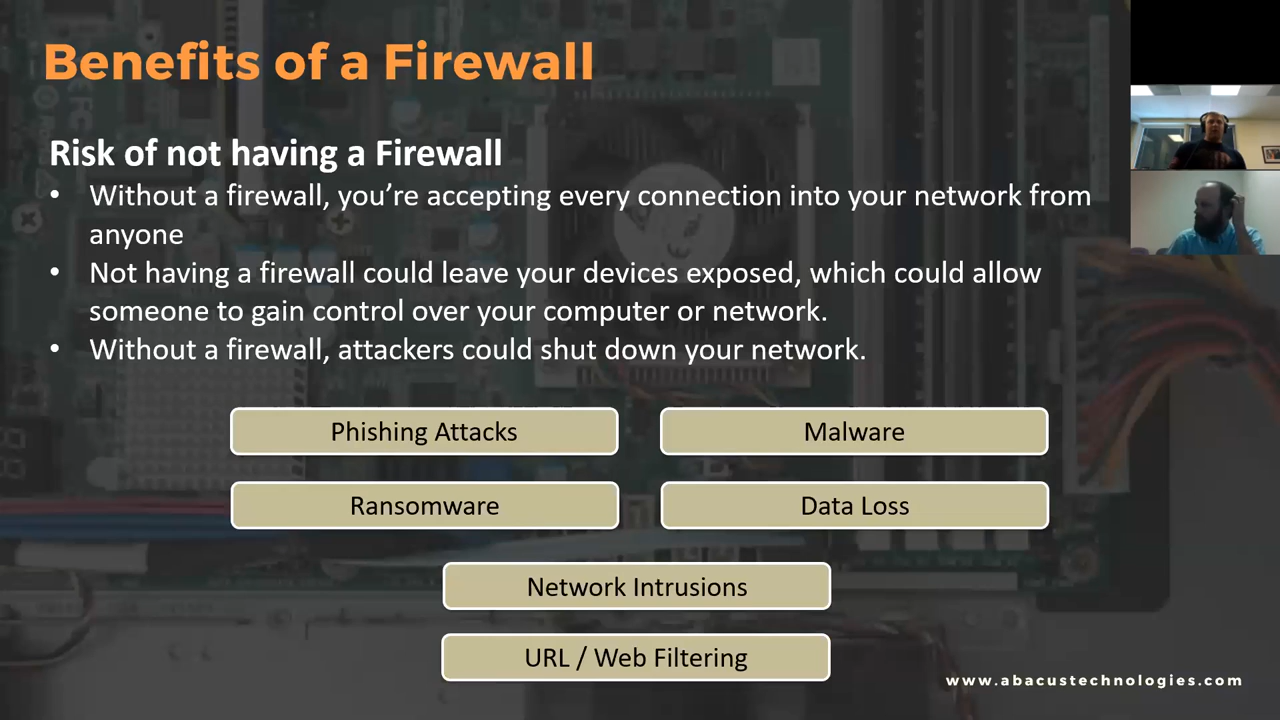 Benefits of a Firewall
Risk of not having a Firewall
• Without a firewall, you’re accepting every connection into your network from
anyone
• Not having a firewall could leave your devices exposed, which could allow
someone to gain control over your computer or network.
• Without a firewall, attackers could shut down your network.
Phishing Attacks
Malware
Ransomware
Data Loss
Network Intrusions
URL / Web Filtering
www.abacustechnologies.com